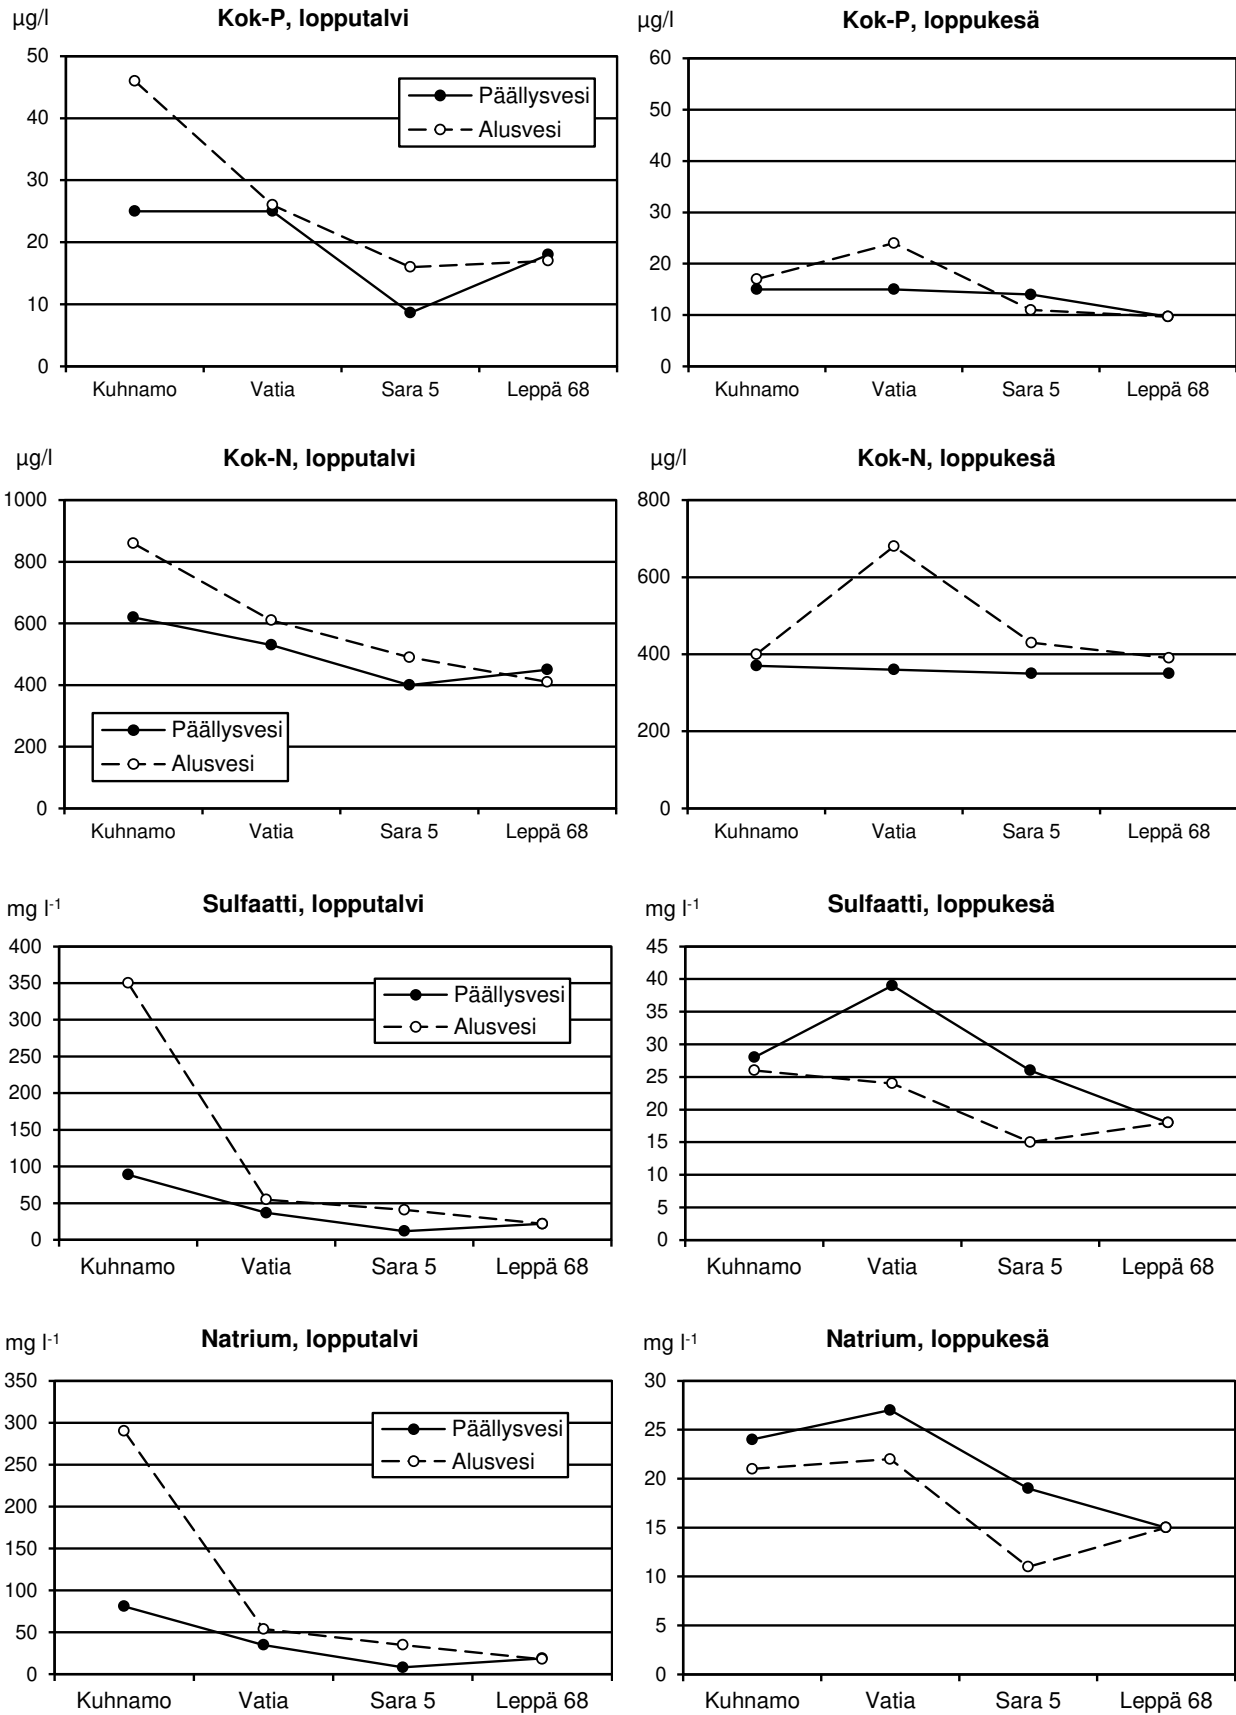 µg/l
Kok-P, lopputalvi
50
40
30
20
10
0
Päällysvesi
Alusvesi
Kuhnamo Vatia Sara 5 Leppä 68
µg/l
Kok-P, loppukesä
60
50
40
30
20
10
0
Kuhnamo Vatia Sara 5 Leppä 68
µg/l
Kok-N, lopputalvi
1000
800
600
400
200
0
Päällysvesi
Alusvesi
Kuhnamo Vatia Sara 5 Leppä 68
µg/l
Kok-N, loppukesä
800
600
400
200
0
Kuhnamo Vatia Sara 5 Leppä 68
mg l-1
Sulfaatti, lopputalvi
400
350
300
250
200
150
100
50
0
Päällysvesi
Alusvesi
Kuhnamo Vatia Sara 5 Leppä 68
mg l-1
Sulfaatti, loppukesä
45
40
35
30
25
20
15
10
5
0
Kuhnamo Vatia Sara 5 Leppä 68
mg l-1
Natrium, lopputalvi
350
300
250
200
150
100
50
0
Päällysvesi
Alusvesi
Kuhnamo Vatia Sara 5 Leppä 68
mg l-1
Natrium, loppukesä
30
25
20
15
10
5
0
Kuhnamo Vatia Sara 5 Leppä 68